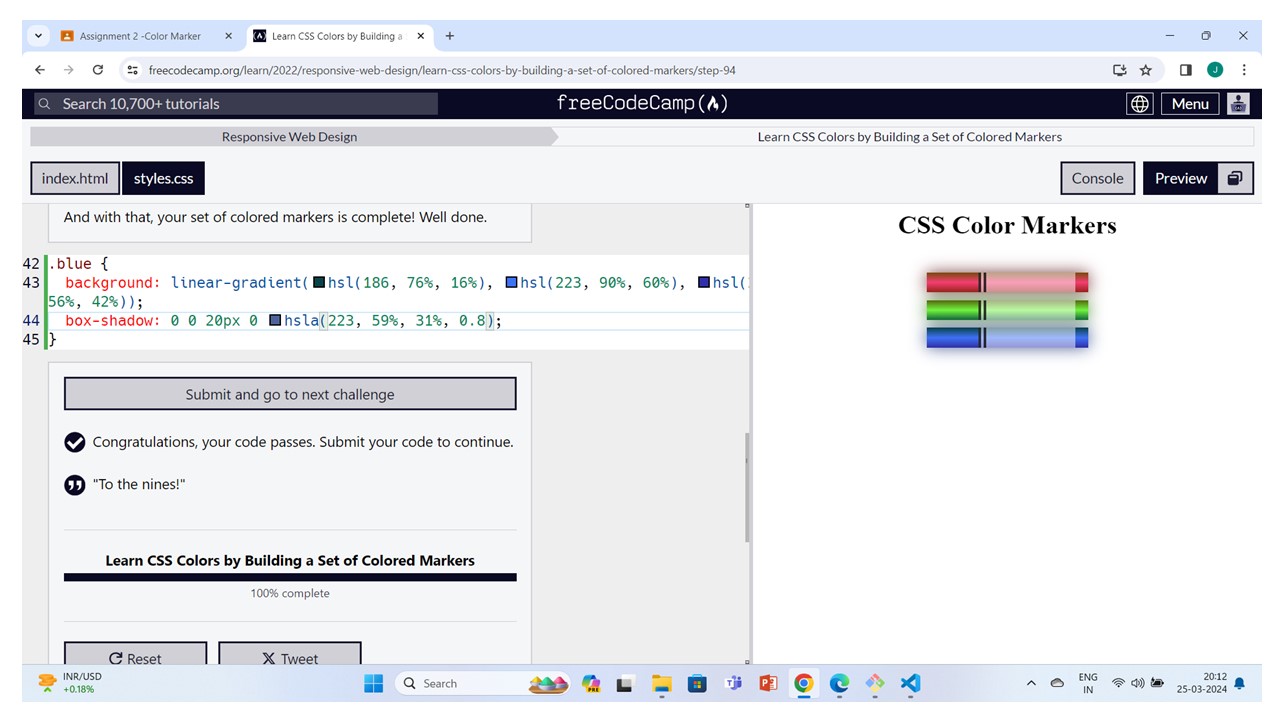 Assignment 2 -Color Marker
Learn CSS Colors by Building a
freecodecamp.org/learn/2022/responsive-web-design/learn-css-colors-by-building-a-set-of-colored-markers/step-94
J
Search 10,700+ tutorials
freeCodeCamp
Menu
Responsive Web Design
Learn CSS Colors by Building a Set of Colored Markers
index.html
styles.css
Console
Preview
And with that, your set of colored markers is complete! Well done.
42 .blue {
43 background: linear-gradient(hsl(186, 76%, 16%), hsl(223, 90%, 60%), hsl(
56%, 42%));
44 box-shadow: 0 0 20px 0 hsla(223, 59%, 31%, 0.8);
45 }
CSS Color Markers
Submit and go to next challenge
Congratulations, your code passes. Submit your code to continue.
"To the nines!"
Learn CSS Colors by Building a Set of Colored Markers
100% complete
Reset
Tweet
INR/USD
+0.18%
Search
PRE
ENG
IN
20:12
25-03-2024